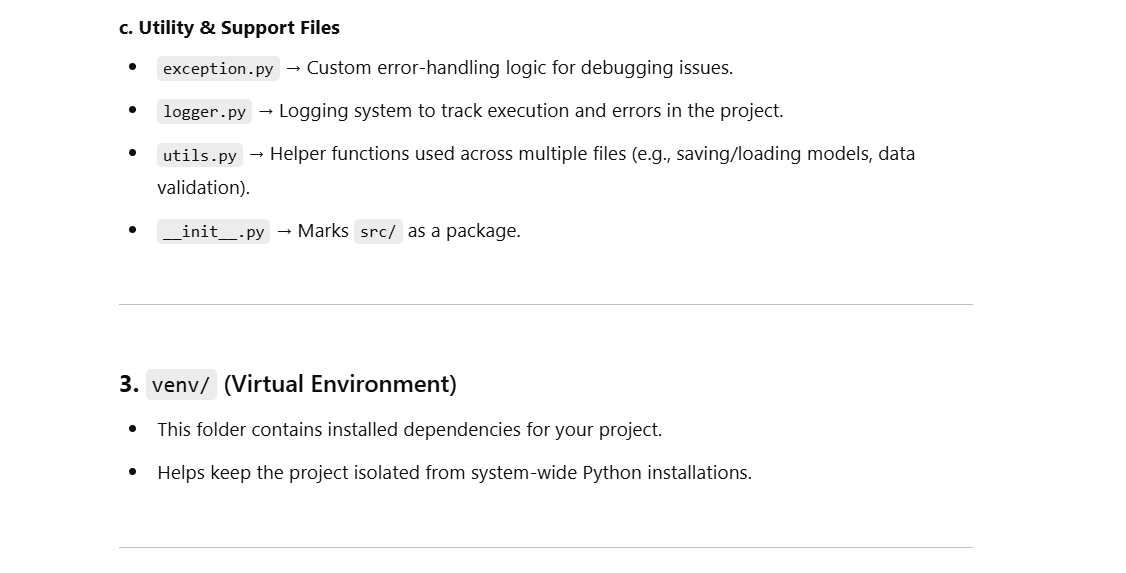 c. Utility & Support Files
• exception.py → Custom error-handling logic for debugging issues.
• logger.py → Logging system to track execution and errors in the project.
• utils.py → Helper functions used across multiple files (e.g., saving/loading models, data
validation).
• __init__.py → Marks src/ as a package.
3. venv/ (Virtual Environment)
• This folder contains installed dependencies for your project.
• Helps keep the project isolated from system-wide Python installations.